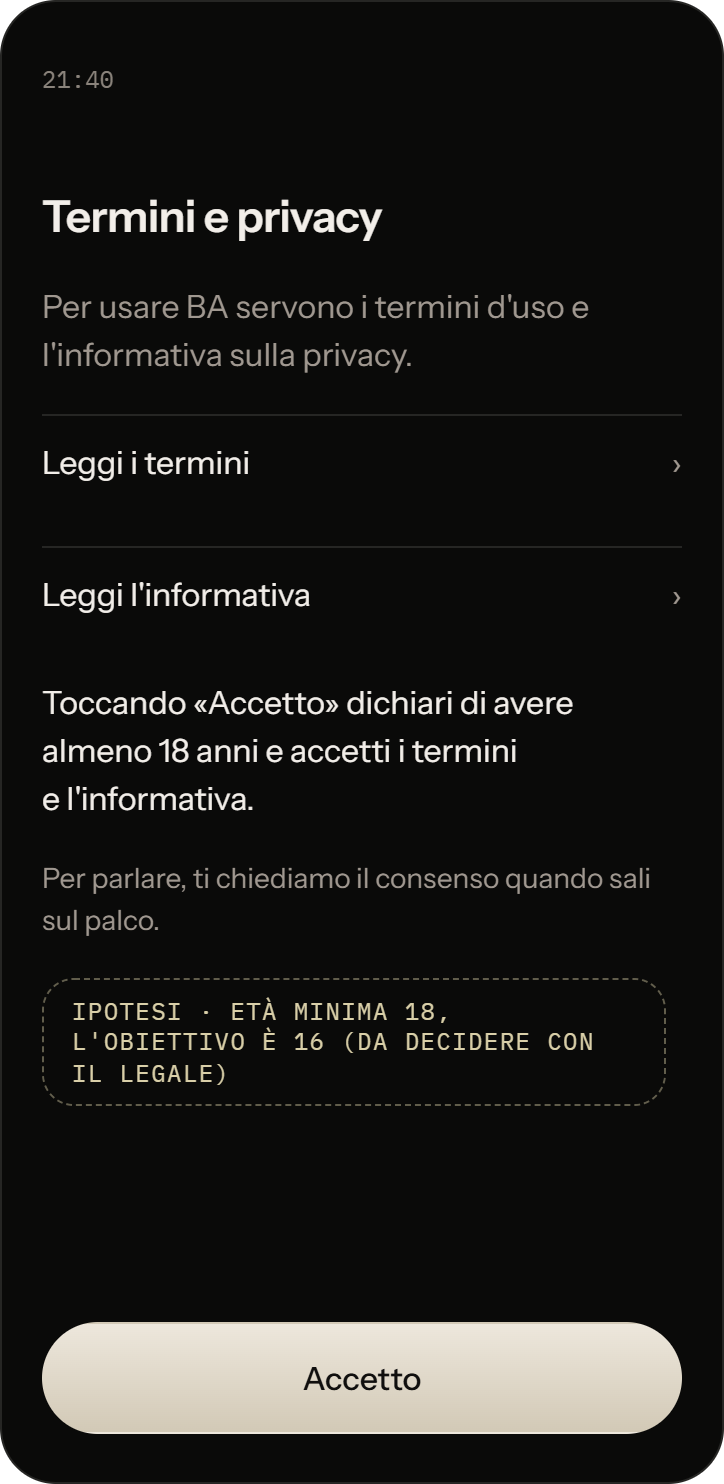 21:40
Termini e privacy
Per usare BA servono i termini d'uso e
l'informativa sulla privacy.
Leggi i termini ›
Leggi l'informativa ›
Toccando «Accetto» dichiari di avere
almeno 18 anni e accetti i termini
e l'informativa.
Per parlare, ti chiediamo il consenso quando sali
sul palco.
IPOTESI · ETÀ MINIMA 18,
L'OBIETTIVO È 16 (DA DECIDERE CON
IL LEGALE)
Accetto